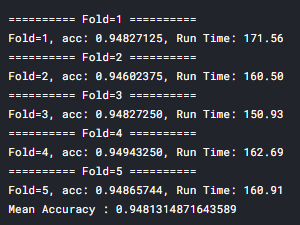 ========== Fold=1 ==========
Fold=1, acc: 0.94827125, Run Time: 171.56
========== Fold=2 ==========
Fold=2, acc: 0.94602375, Run Time: 160.50
========== Fold=3 ==========
Fold=3, acc: 0.94827250, Run Time: 150.93
========== Fold=4 ==========
Fold=4, acc: 0.94943250, Run Time: 162.69
========== Fold=5 ==========
Fold=5, acc: 0.94865744, Run Time: 160.91
Mean Accuracy : 0.9481314871643589